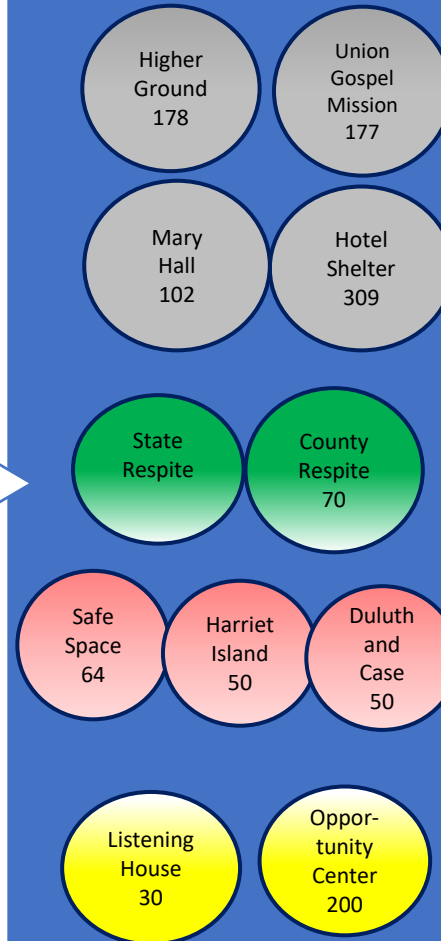 Higher
Ground
178
Union
Gospel
Mission
177
Mary
Hall
102
Hotel
Shelter
309
State
Respite
County
Respite
70
Safe
Space
64
Harriet
Island
50
Duluth
and
Case
50
Listening
House
30
Oppor-
tunity
Center
200